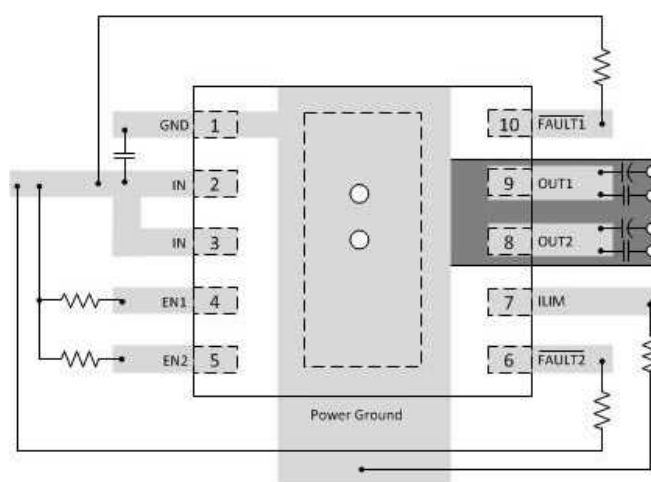 GND 1 10 FAULT1
IN 2 9 OUT1
IN 3 8 OUT2
EN1 4 7 ILIM
EN2 5 6 FAULT2
Power Ground